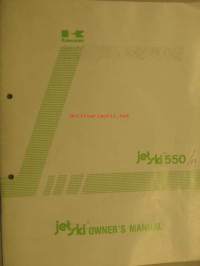 Kawasaki
jet ski 550
jet ski OWNER'S MANUAL